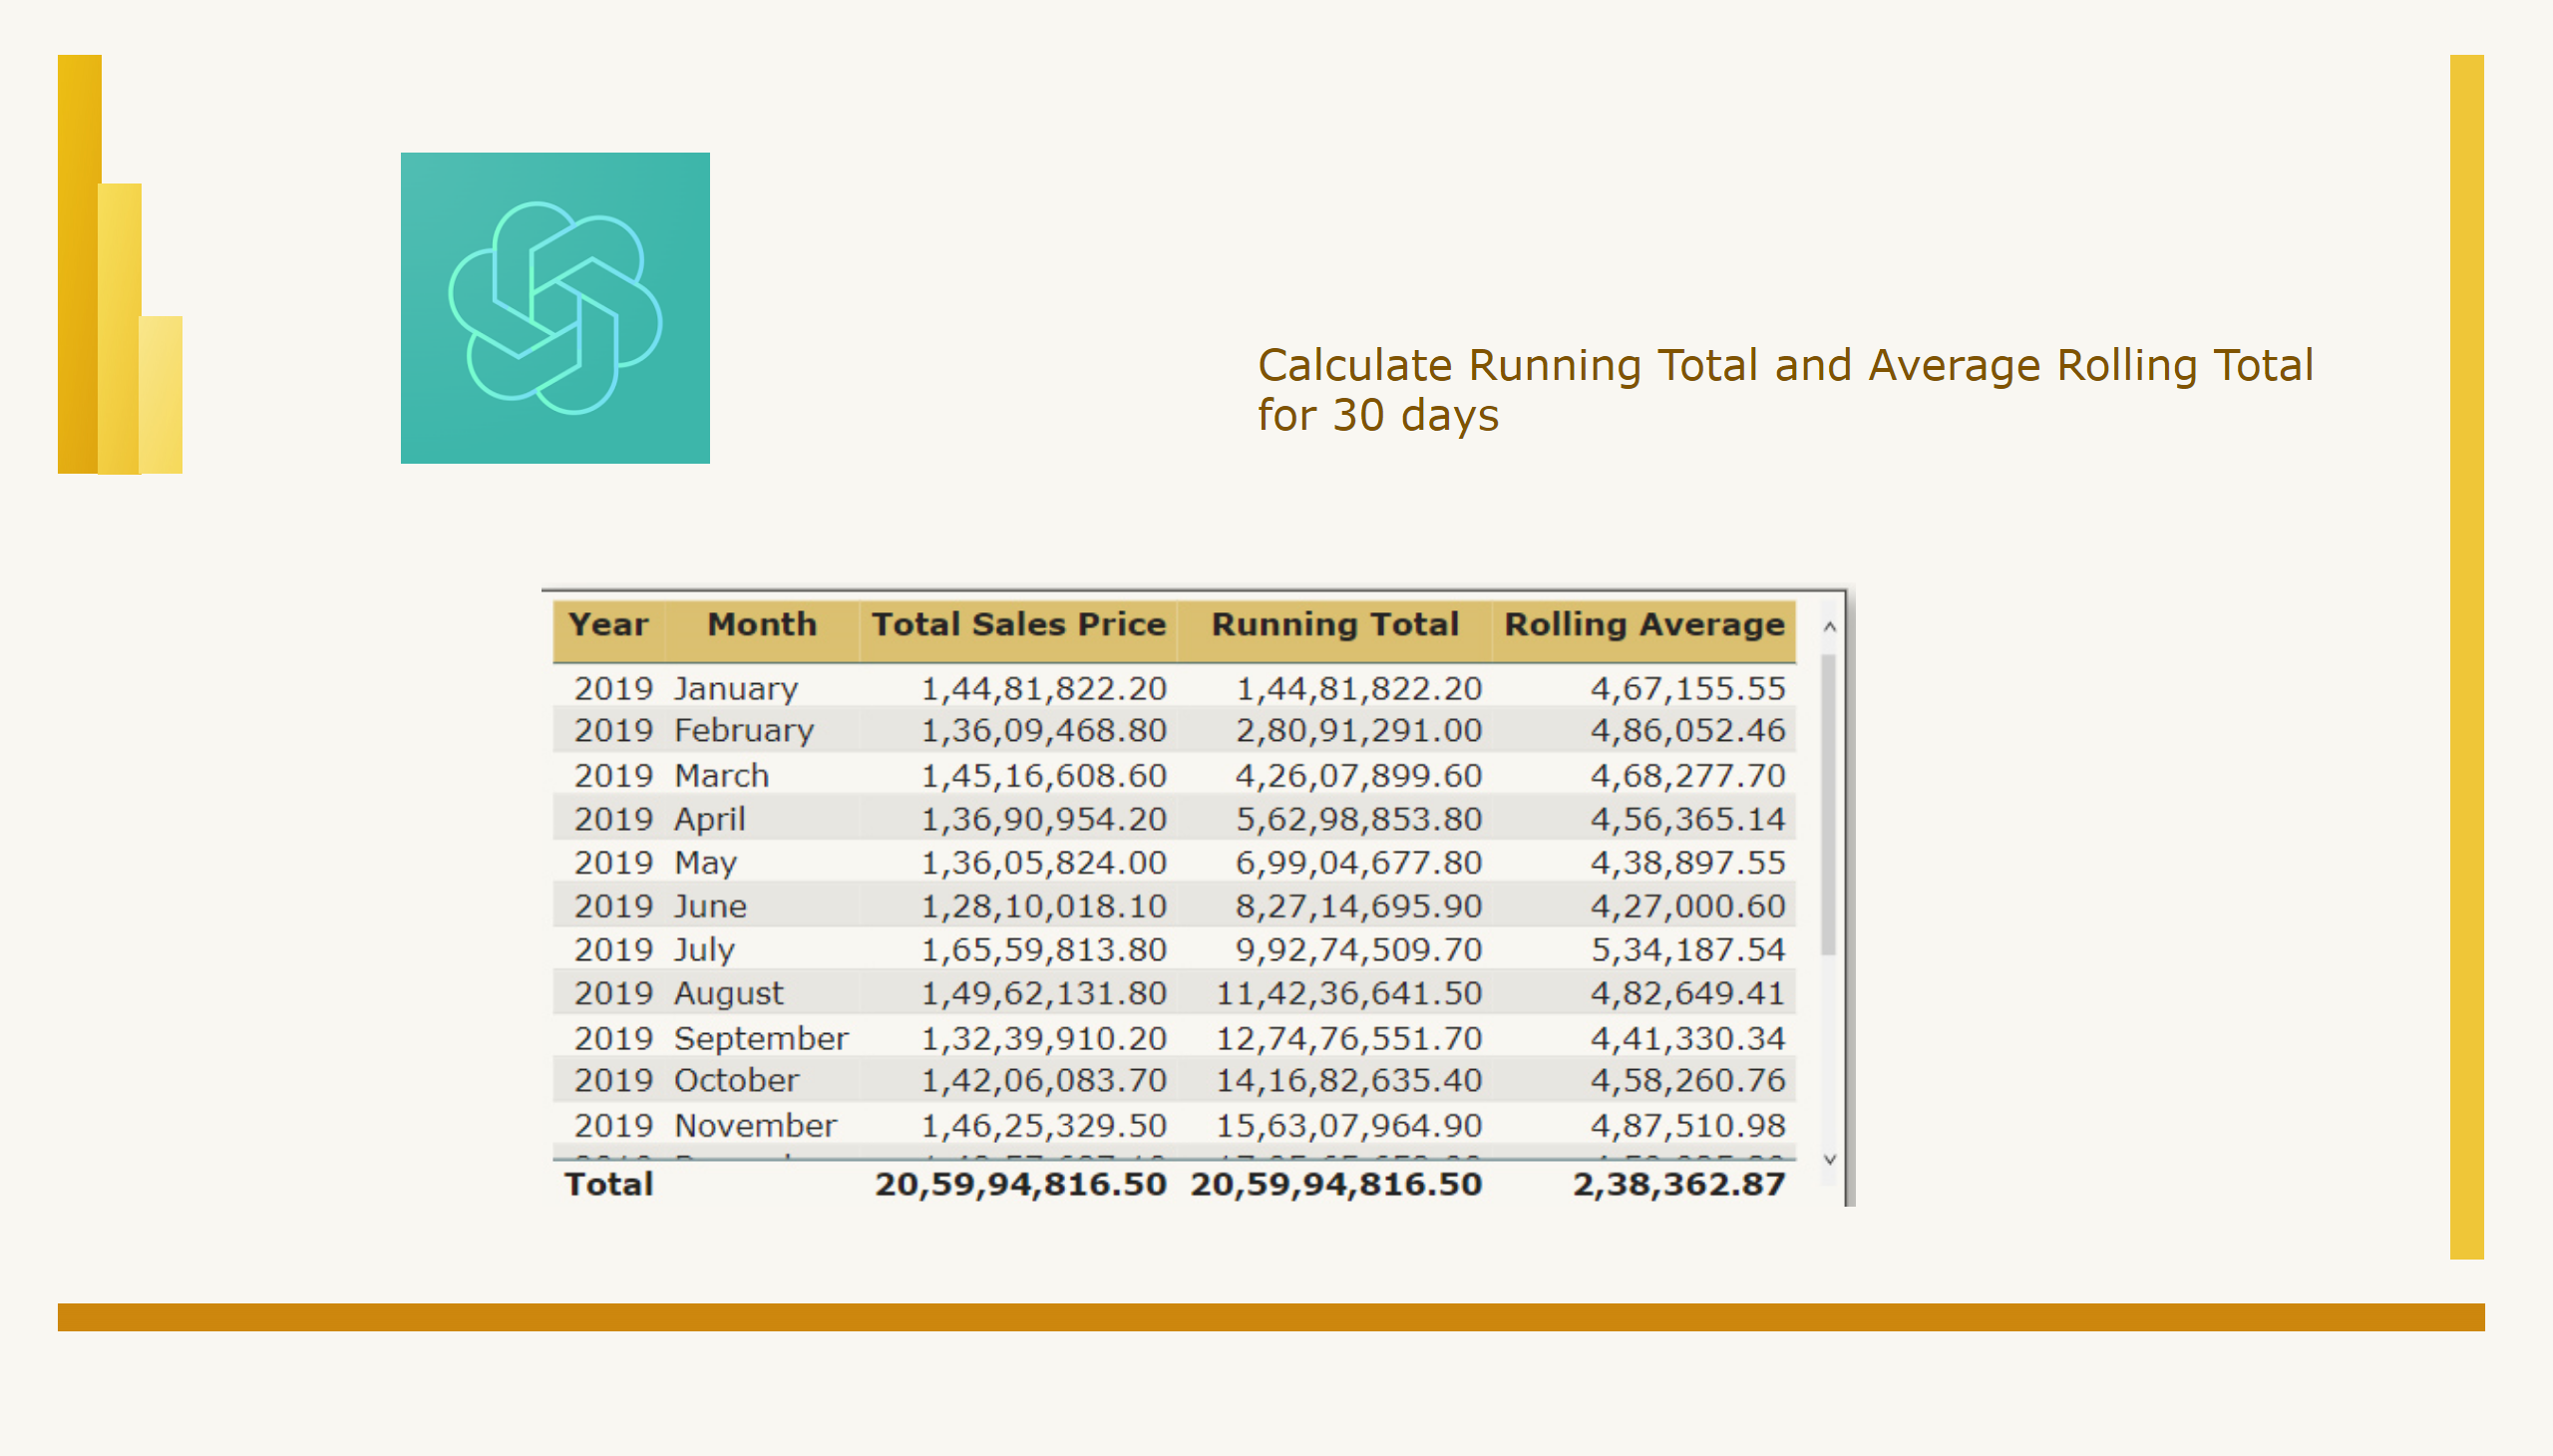 Calculate Running Total and Average Rolling Total
for 30 days
Year Month Total Sales Price Running Total Rolling Average
2019 January 1,44,81,822.20 1,44,81,822.20 4,67,155.55
2019 February 1,36,09,468.80 2,80,91,291.00 4,86,052.46
2019 March 1,45,16,608.60 4,26,07,899.60 4,68,277.70
2019 April 1,36,90,954.20 5,62,98,853.80 4,56,365.14
2019 May 1,36,05,824.00 6,99,04,677.80 4,38,897.55
2019 June 1,28,10,018.10 8,27,14,695.90 4,27,000.60
2019 July 1,65,59,813.80 9,92,74,509.70 5,34,187.54
2019 August 1,49,62,131.80 11,42,36,641.50 4,82,649.41
2019 September 1,32,39,910.20 12,74,76,551.70 4,41,330.34
2019 October 1,42,06,083.70 14,16,82,635.40 4,58,260.76
2019 November 1,46,25,329.50 15,63,07,964.90 4,87,510.98
Total 20,59,94,816.50 20,59,94,816.50 2,38,362.87